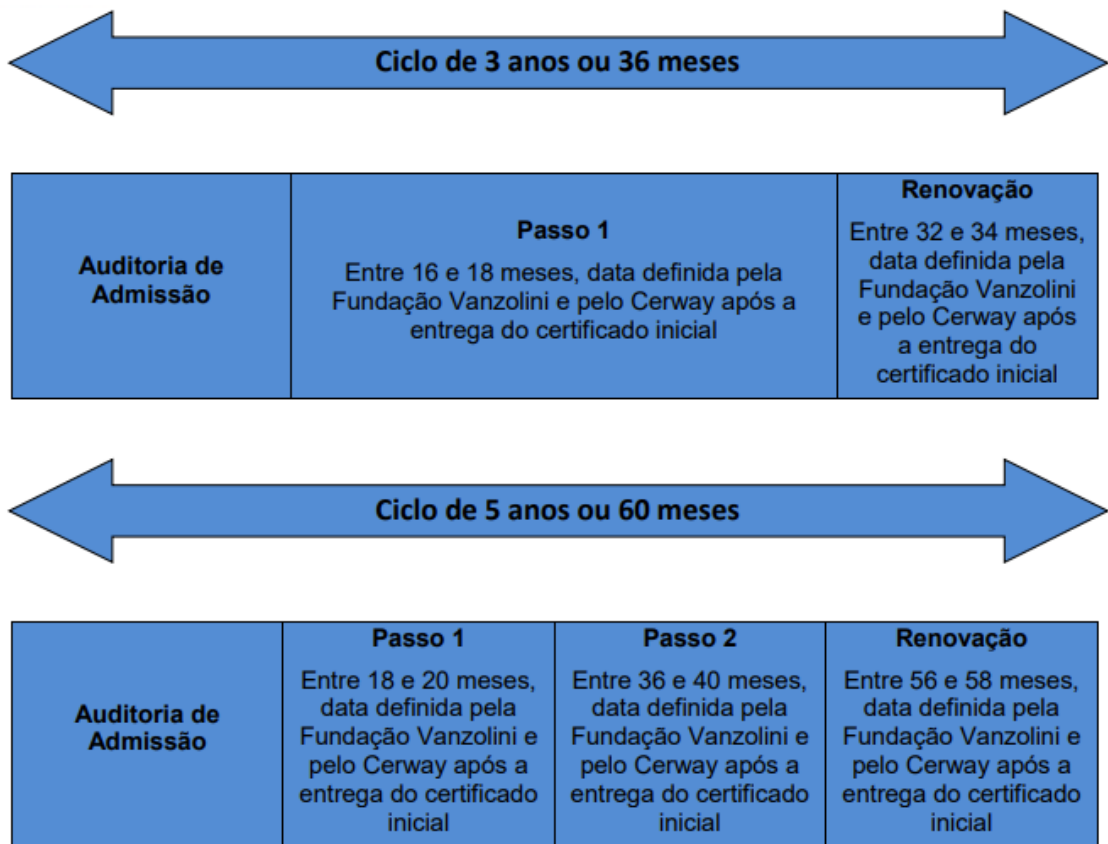 Ciclo de 3 anos ou 36 meses
Auditoria de
Admissão
Passo 1
Entre 16 e 18 meses, data definida pela
Fundação Vanzolini e pelo Cerway após a
entrega do certificado inicial
Renovação
Entre 32 e 34 meses,
data definida pela
Fundação Vanzolini
e pelo Cerway após
a entrega do
certificado inicial
Ciclo de 5 anos ou 60 meses
Auditoria de
Admissão
Passo 1
Entre 18 e 20 meses,
data definida pela
Fundação Vanzolini e
pelo Cerway após a
entrega do certificado
inicial
Passo 2
Entre 36 e 40 meses,
data definida pela
Fundação Vanzolini e
pelo Cerway após a
entrega do certificado
inicial
Renovação
Entre 56 e 58 meses,
data definida pela
Fundação Vanzolini e
pelo Cerway após a
entrega do certificado
inicial